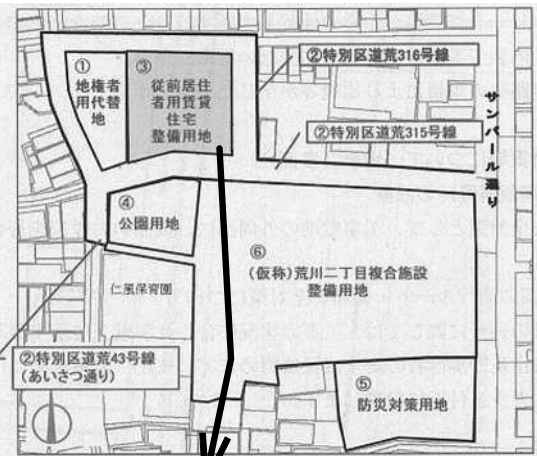 ①
地権者
用代替
地
③
従前居住
者用賃貸
住宅
整備用地
②特別区道荒316号線
②特別区道荒315号線
サンパール通り
④
公園用地
⑥
(仮称)荒川二丁目複合施設
整備用地
仁風保育園
②特別区道荒43号線
(あいさつ通り)
⑤
防災対策用地